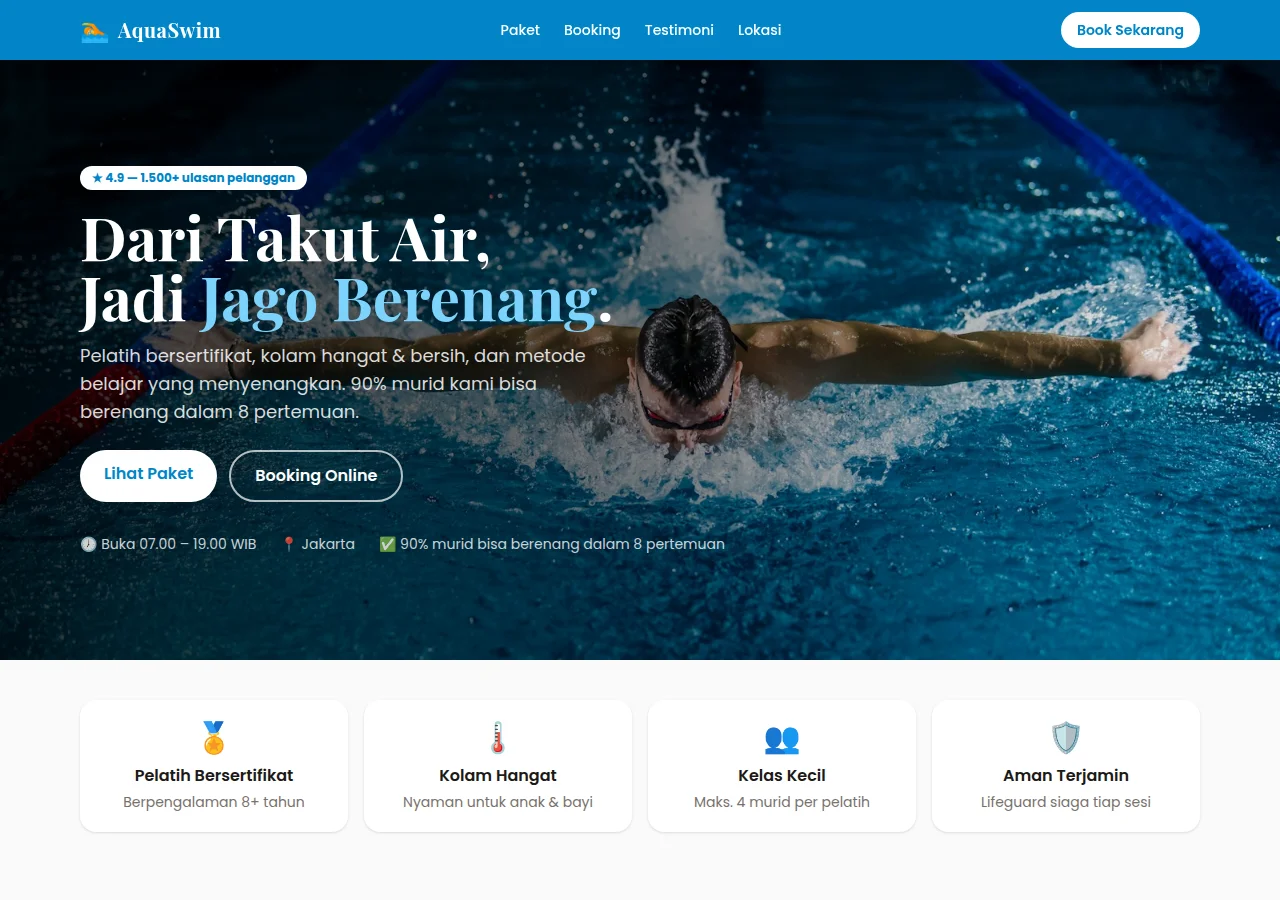 AquaSwim
Paket
Booking
Testimoni
Lokasi
Book Sekarang
★ 4.9 — 1.500+ ulasan pelanggan
Dari Takut Air,
Jadi Jago Berenang.
Pelatih bersertifikat, kolam hangat & bersih, dan metode
belajar yang menyenangkan. 90% murid kami bisa
berenang dalam 8 pertemuan.
Lihat Paket
Booking Online
Buka 07.00 – 19.00 WIB
Jakarta
90% murid bisa berenang dalam 8 pertemuan
Pelatih Bersertifikat
Berpengalaman 8+ tahun
Kolam Hangat
Nyaman untuk anak & bayi
Kelas Kecil
Maks. 4 murid per pelatih
Aman Terjamin
Lifeguard siaga tiap sesi